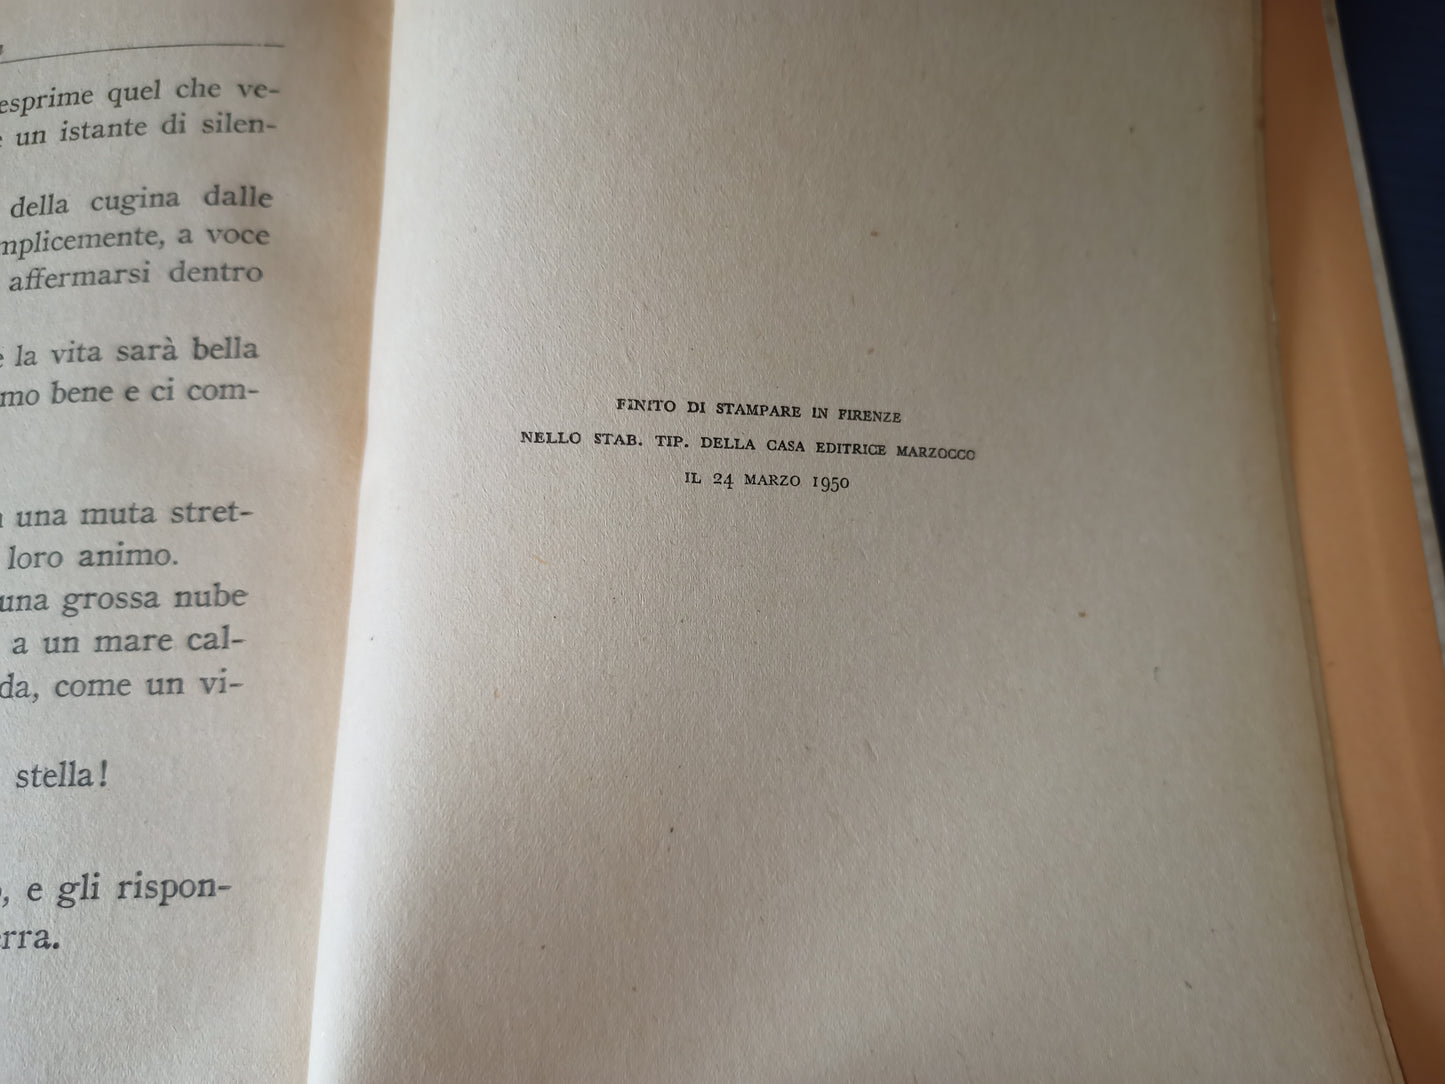 esprime quel che ve-
un istante di silen-
della cugina dalle
mplicemente, a voce
affermarsi dentro
la vita sarà bella
mo bene e ci com-
una muta stret-
loro animo.
una grossa nube
a un mare cal-
da, come un vi-
stella!
, e gli rispon-
rra.
FINITO DI STAMPARE IN FIRENZE
NELLO STAB. TIP. DELLA CASA EDITRICE MARZOCCO
IL 24 MARZO 1950